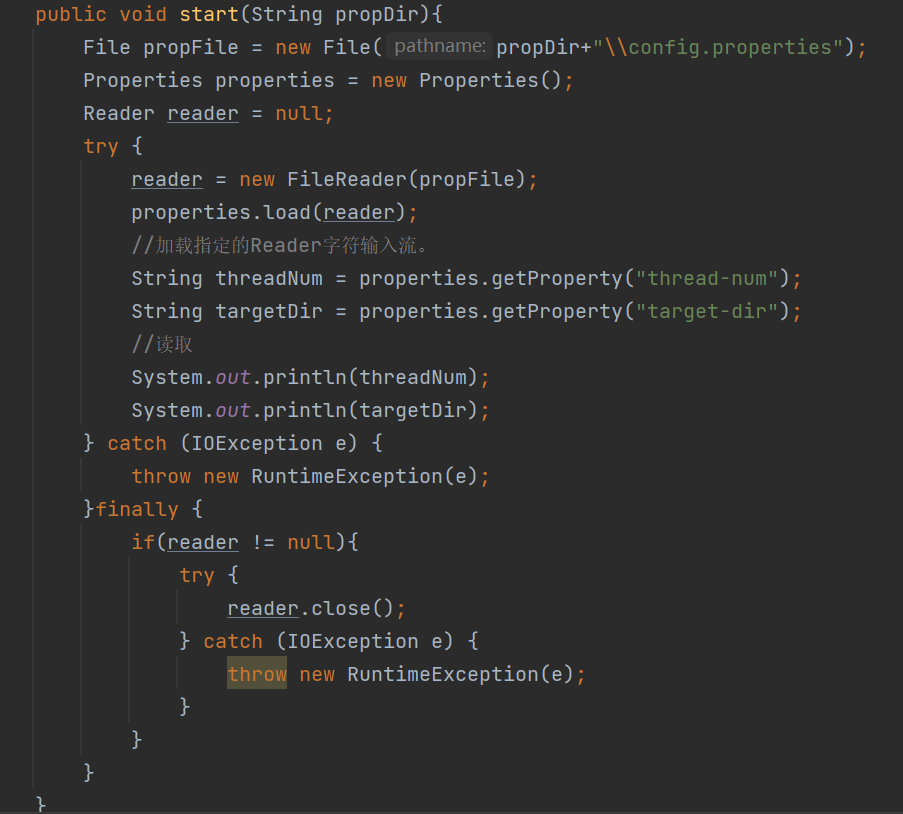 public void start(String propDir){
    File propFile = new File( pathname: propDir+"\\config.properties");
    Properties properties = new Properties();
    Reader reader = null;
    try {
        reader = new FileReader(propFile);
        properties.load(reader);
        //加载指定的Reader字符输入流。
        String threadNum = properties.getProperty("thread-num");
        String targetDir = properties.getProperty("target-dir");
        //读取
        System.out.println(threadNum);
        System.out.println(targetDir);
    } catch (IOException e) {
        throw new RuntimeException(e);
    }finally {
        if(reader != null){
            try {
                reader.close();
            } catch (IOException e) {
                throw new RuntimeException(e);
            }
        }
    }
}